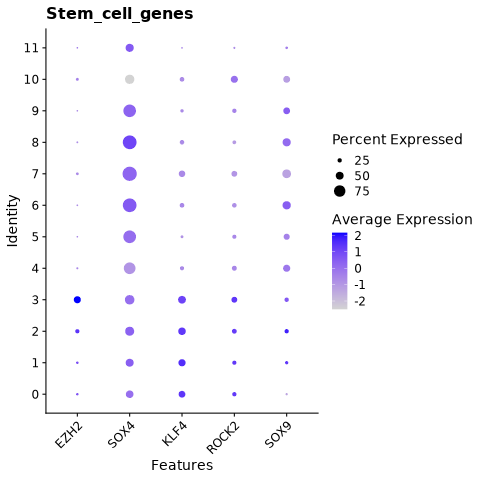 Stem_cell_genes
11
10
9
8
7
6
5
4
3
2
1
0
Identity
EZH2
SOX4
KLF4
ROCK2
SOX9
Features
Percent Expressed
25
50
75
Average Expression
2
1
0
-1
-2